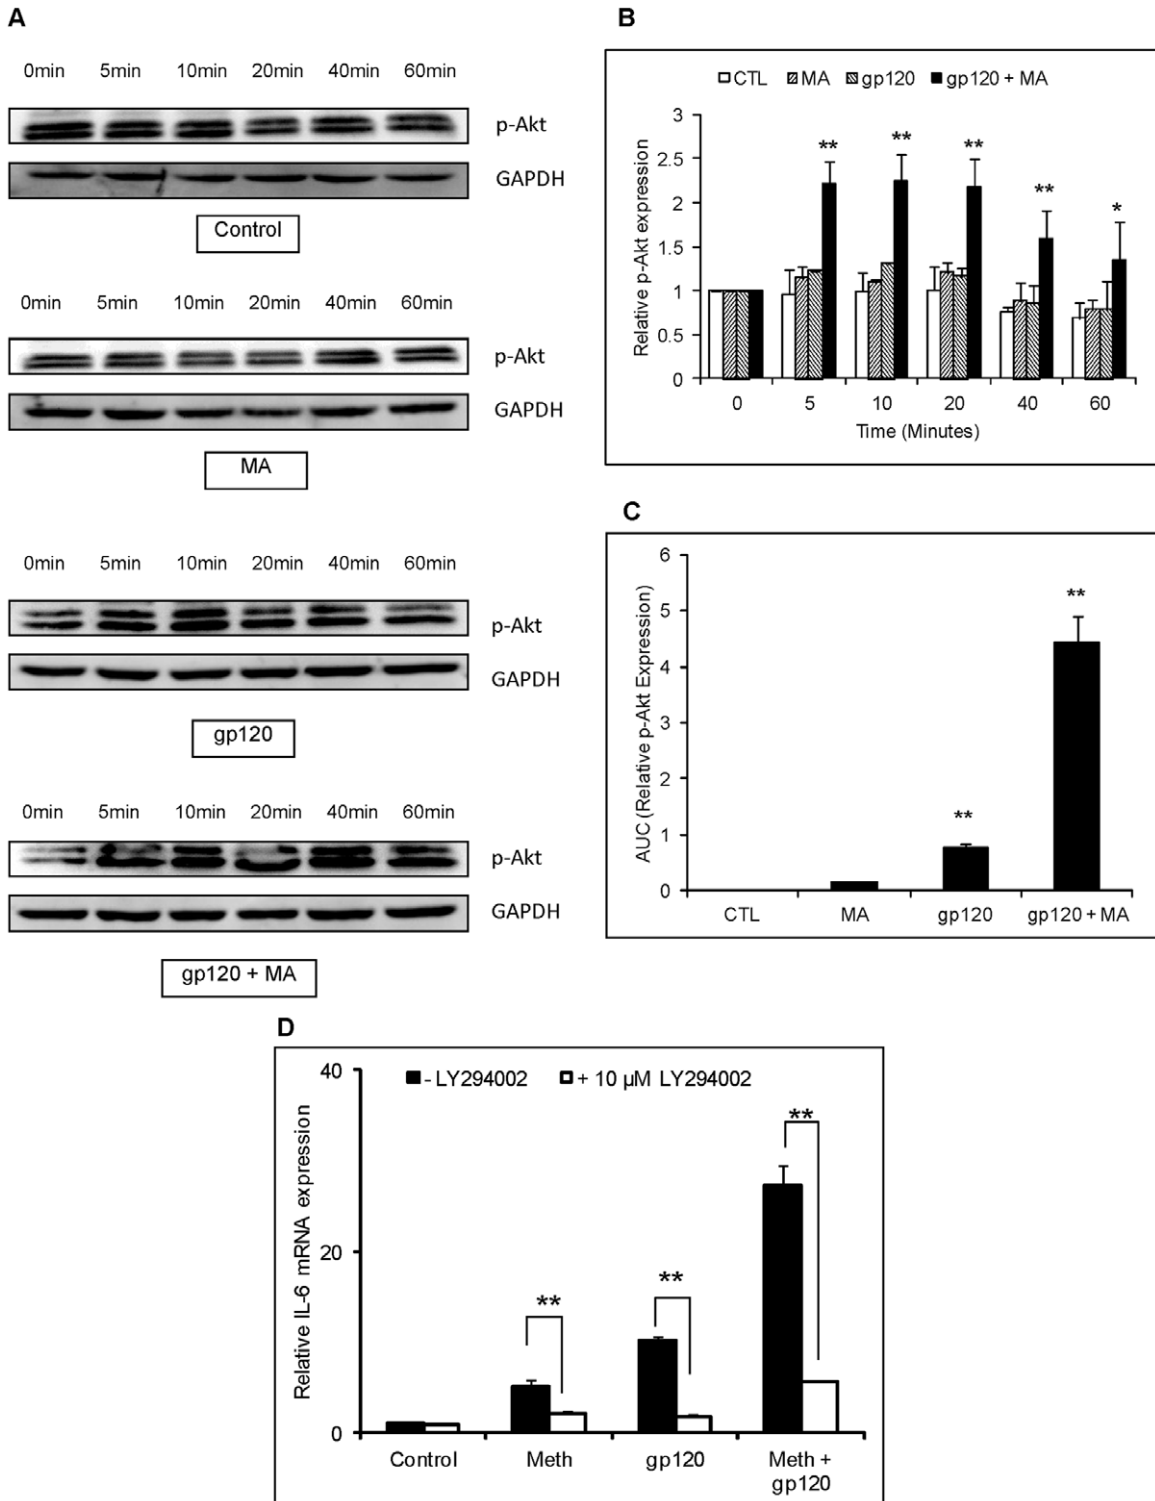 A
0min 5min 10min 20min 40min 60min
p-Akt
GAPDH
Control
0min 5min 10min 20min 40min 60min
p-Akt
GAPDH
MA
0min 5min 10min 20min 40min 60min
p-Akt
GAPDH
gp120
0min 5min 10min 20min 40min 60min
p-Akt
GAPDH
gp120 + MA
B
CTL MA gp120 gp120 + MA
Relative p-Akt expression
3
2.5
2
1.5
1
0.5
0
** ** ** ** *
0 5 10 20 40 60
Time (Minutes)
C
AUC (Relative p-Akt Expression)
6
5
4
3
2
1
0
** **
CTL MA gp120 gp120 + MA
D
- LY294002 + 10 µM LY294002
Relative IL-6 mRNA expression
40
20
0
** ** **
Control Meth gp120 Meth +
gp120